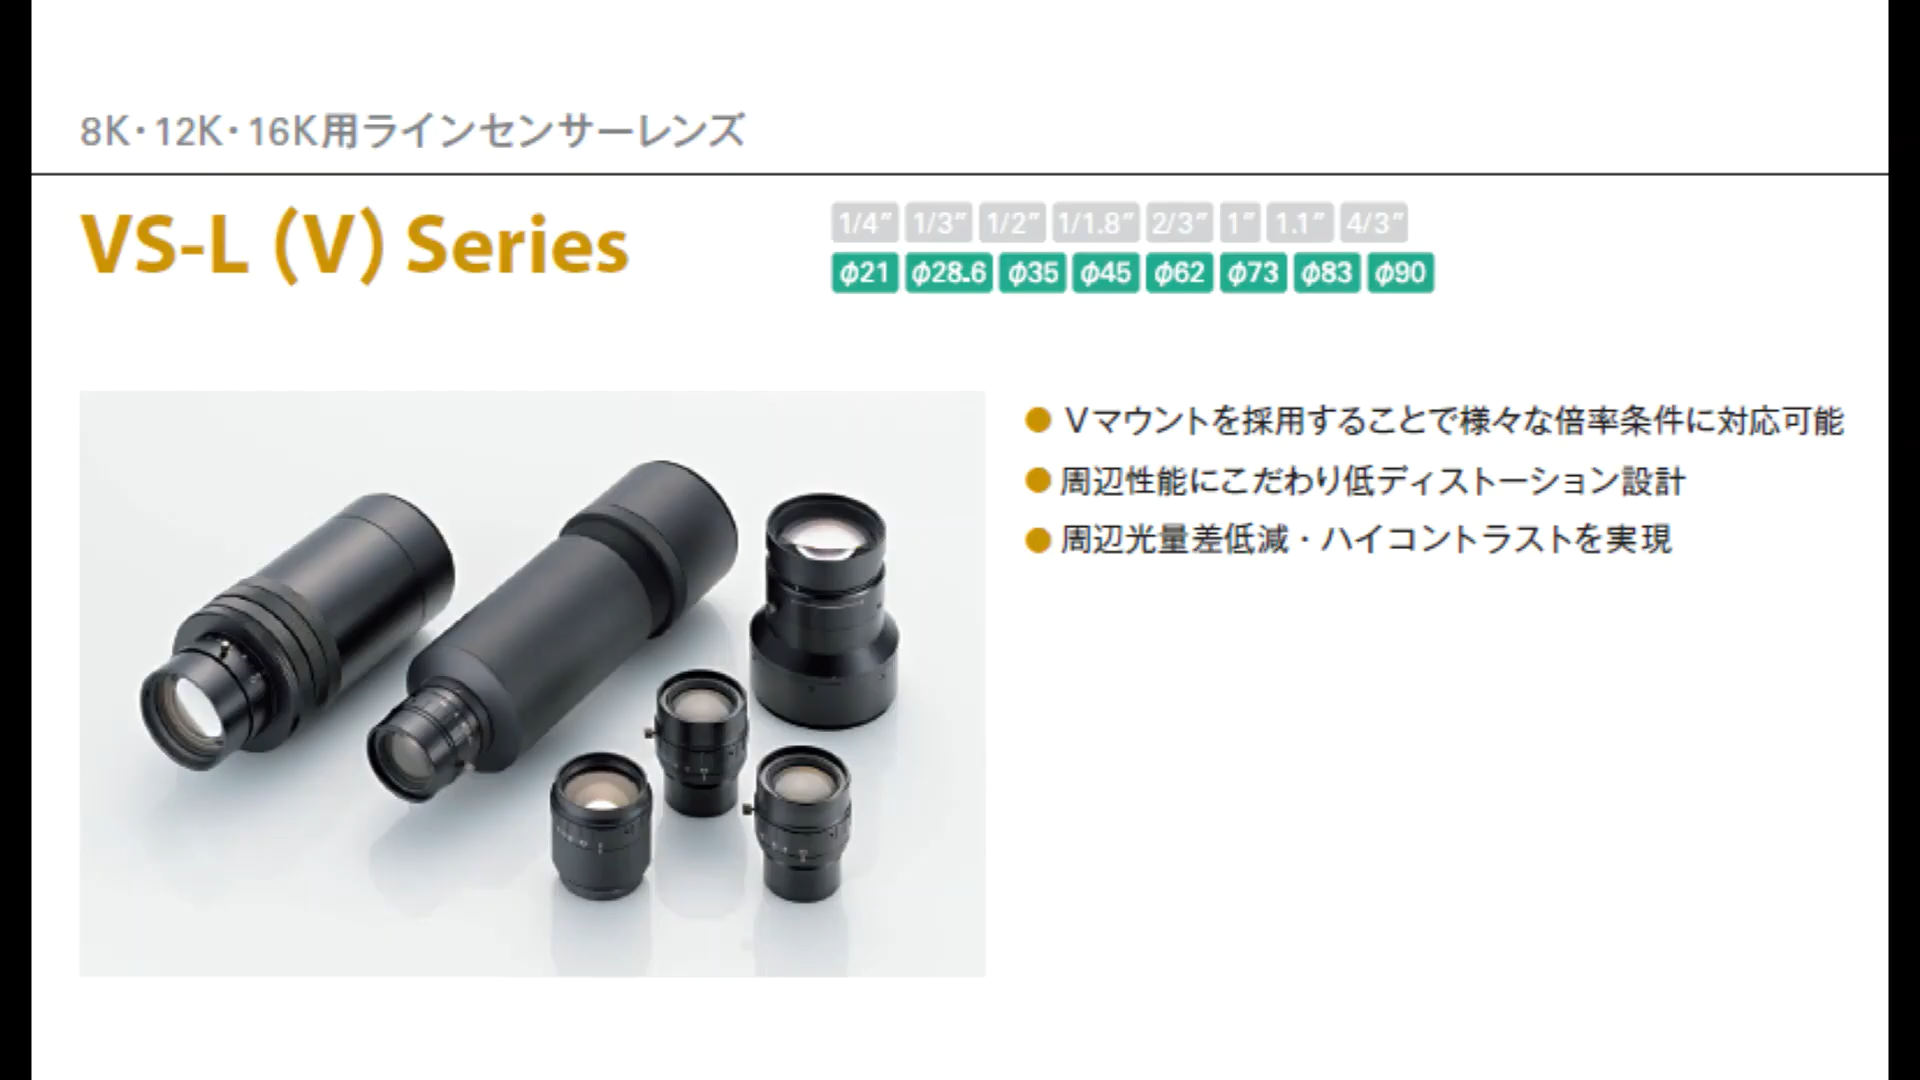 8K・12K・16K用ラインセンサーレンズ
VS-L (V) Series
1/4″ 1/3″ 1/2″ 1/1.8″ 2/3″ 1″ 1.1″ 4/3″
φ21 φ28.6 φ35 φ45 φ62 φ73 φ83 φ90
● Vマウントを採用することで様々な倍率条件に対応可能
● 周辺性能にこだわり低ディストーション設計
● 周辺光量差低減・ハイコントラストを実現